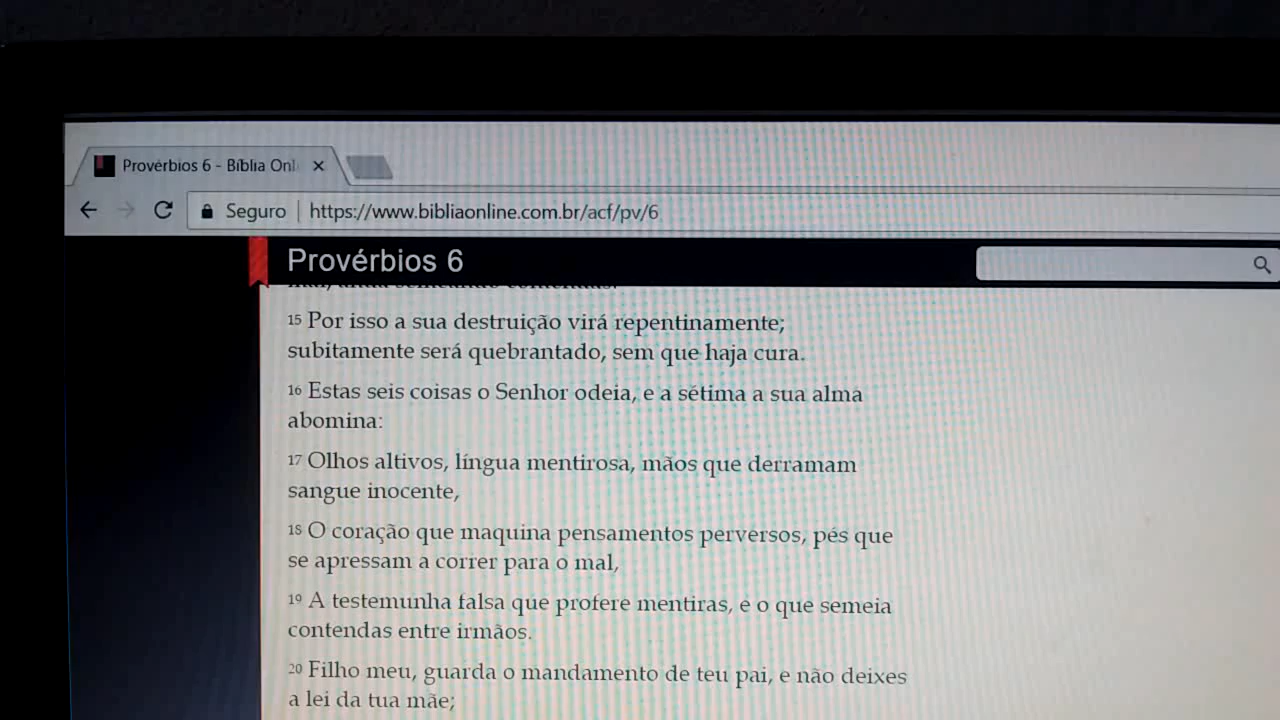 Provérbios 6 - Bíblia Onl
Seguro | https://www.bibliaonline.com.br/acf/pv/6
Provérbios 6
15 Por isso a sua destruição virá repentinamente;
subitamente será quebrantado, sem que haja cura.
16 Estas seis coisas o Senhor odeia, e a sétima a sua alma
abomina:
17 Olhos altivos, língua mentirosa, mãos que derramam
sangue inocente,
18 O coração que maquina pensamentos perversos, pés que
se apressam a correr para o mal,
19 A testemunha falsa que profere mentiras, e o que semeia
contendas entre irmãos.
20 Filho meu, guarda o mandamento de teu pai, e não deixes
a lei da tua mãe;